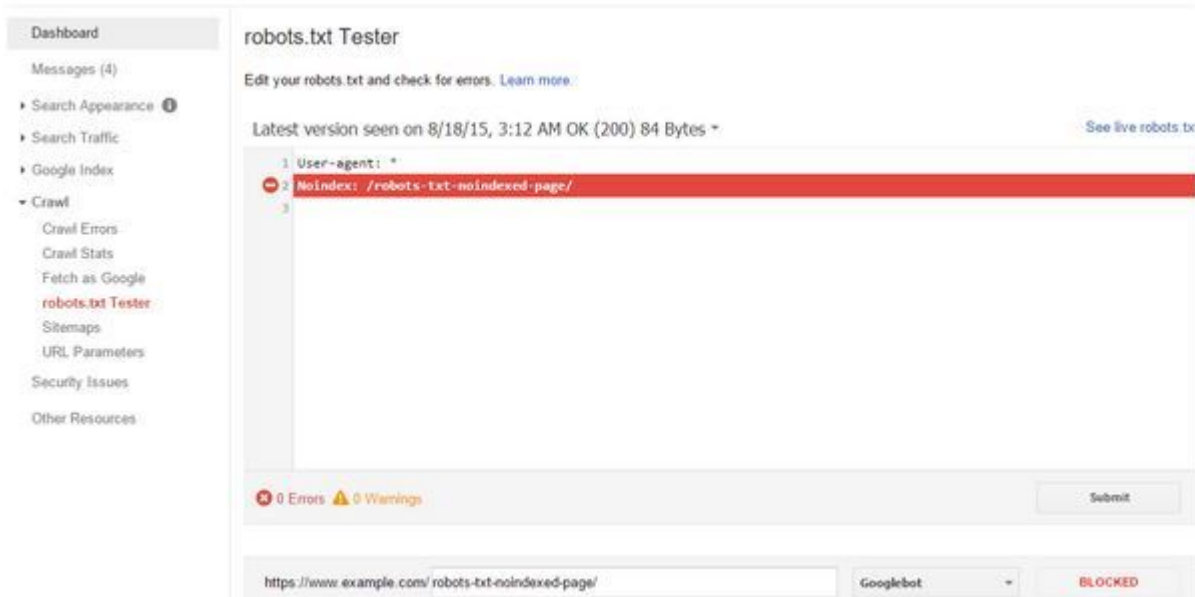 Dashboard
Messages (4)
Search Appearance
Search Traffic
Google Index
Crawl
Crawl Errors
Crawl Stats
Fetch as Google
robots.txt Tester
Sitemaps
URL Parameters
Security Issues
Other Resources
robots.txt Tester
Edit your robots.txt and check for errors. Learn more.
Latest version seen on 8/18/15, 3:12 AM OK (200) 84 Bytes
See live robots.tx
1 User-agent: *
2 Noindex: /robots-txt-noindexed-page/
3
0 Errors 0 Warnings
Submit
https://www.example.com/ robots-txt-noindexed-page/
Googlebot
BLOCKED